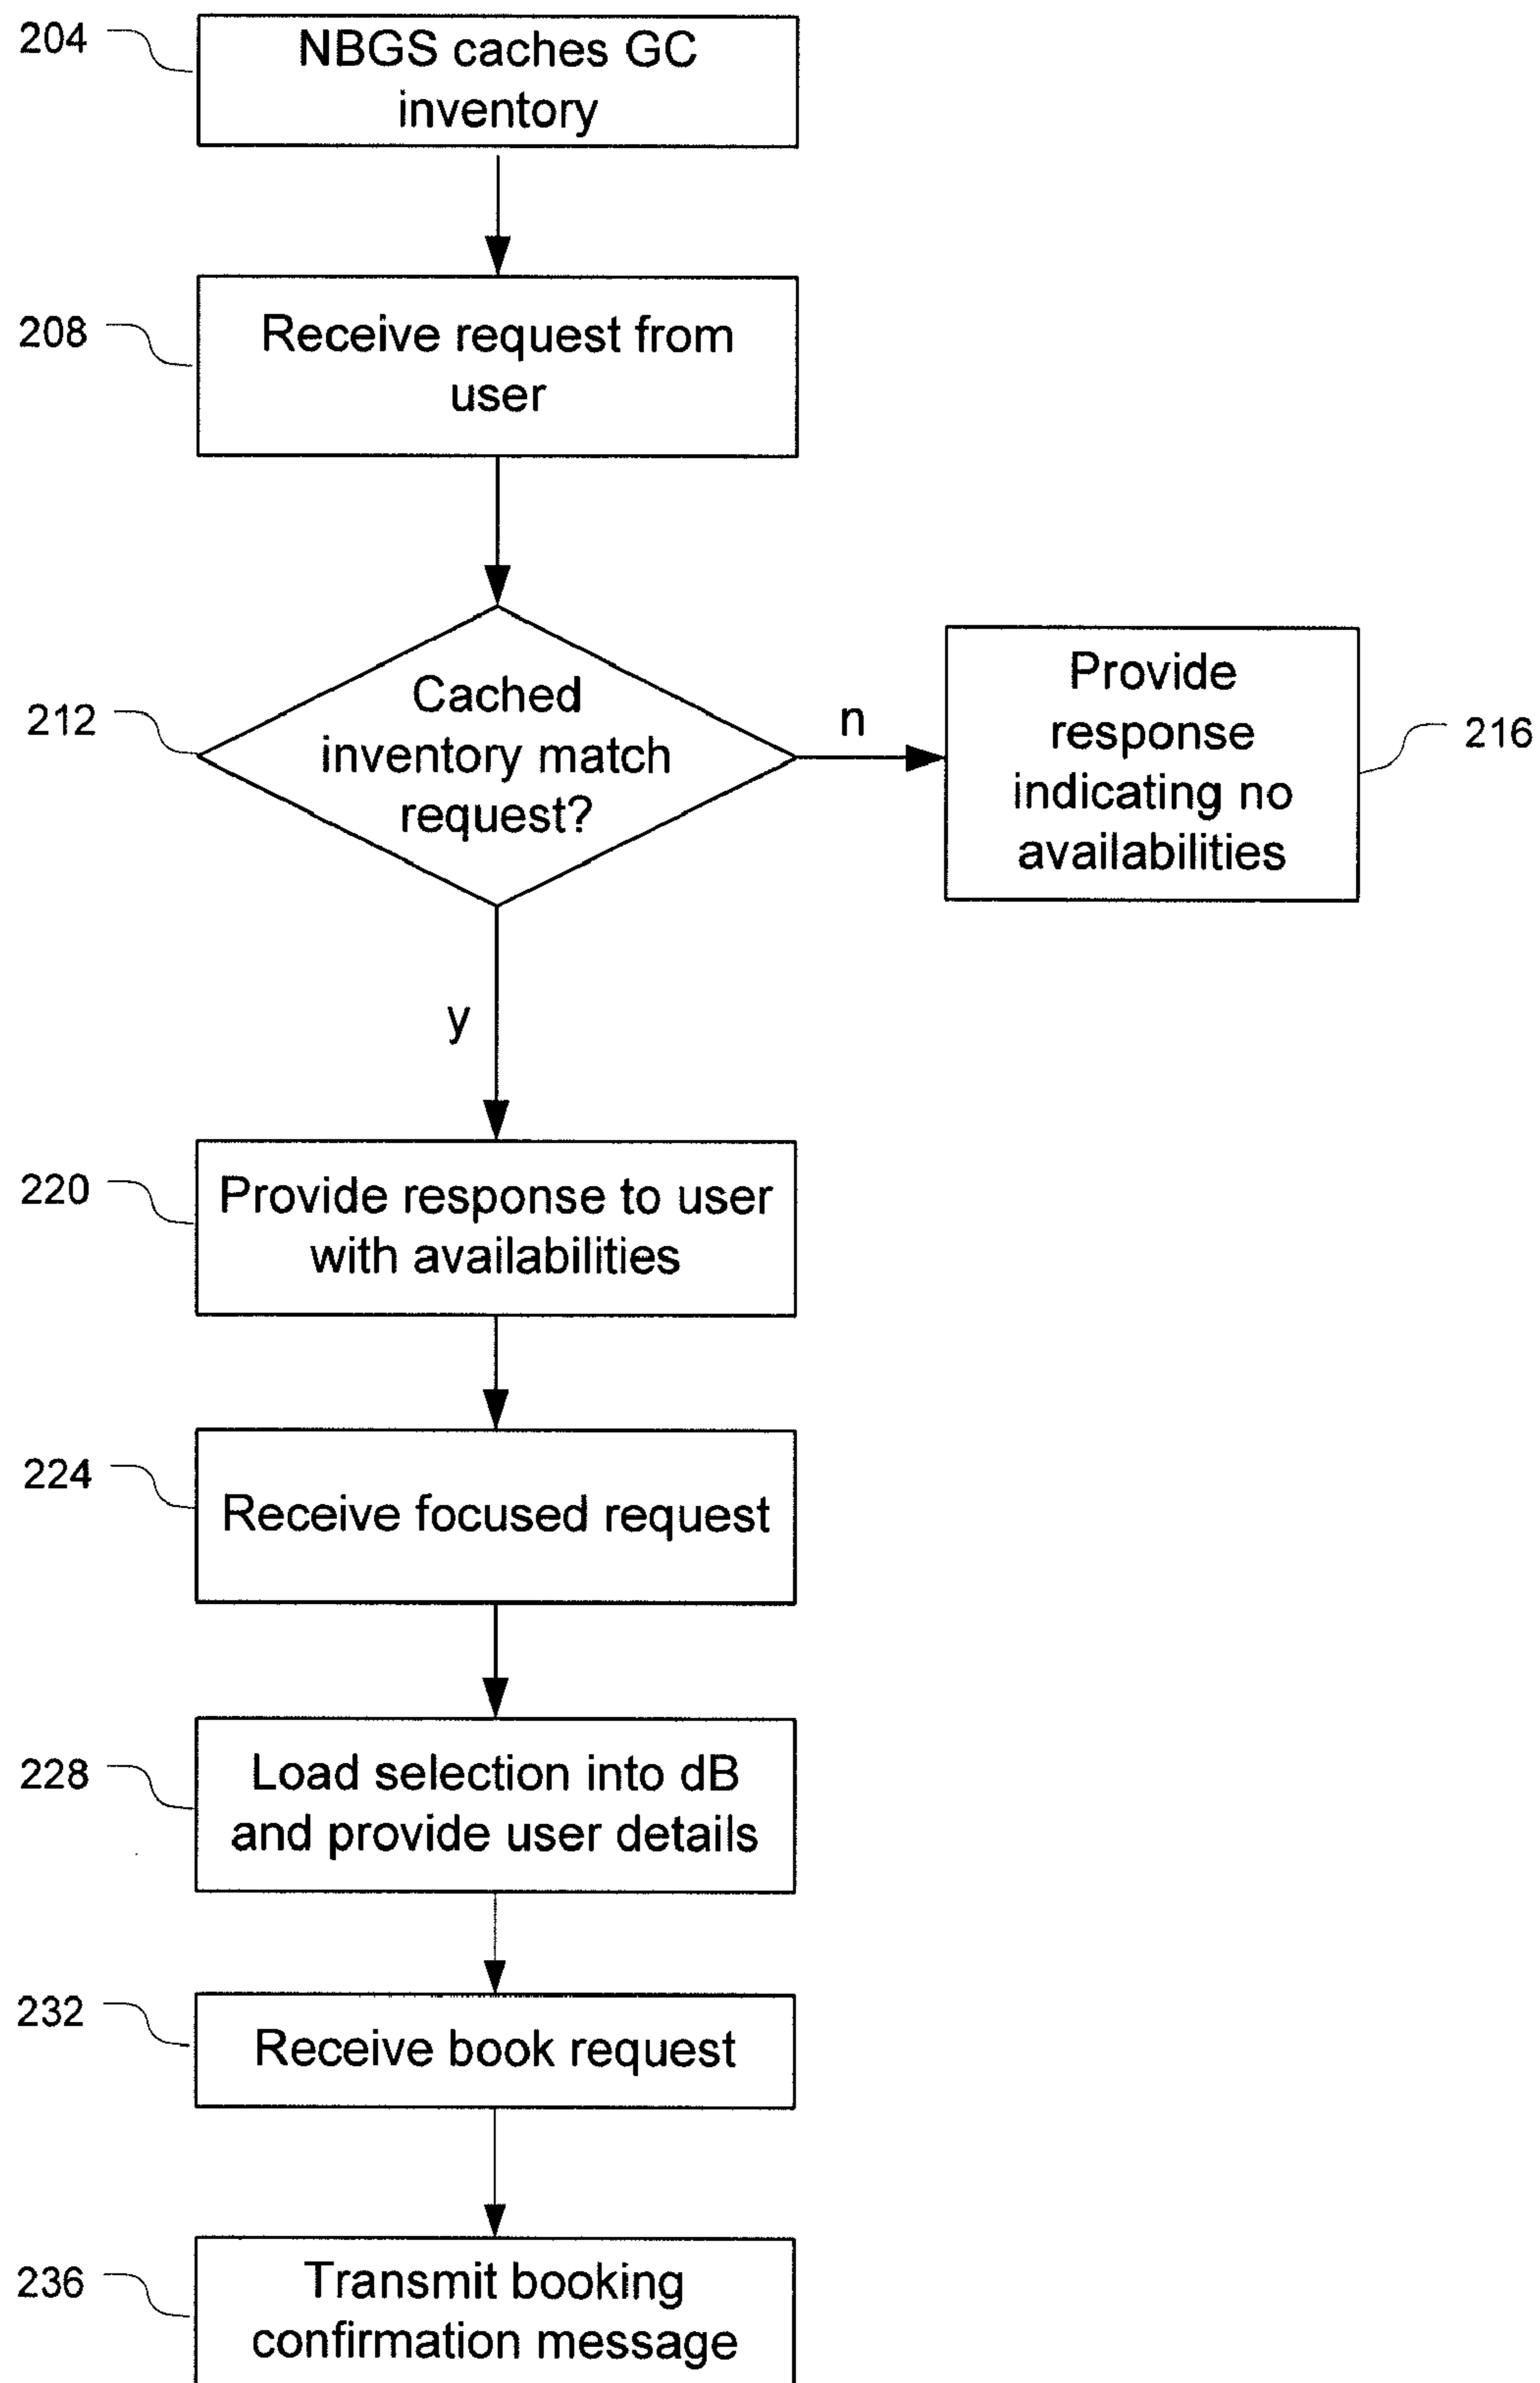 204
NBGS caches GC
inventory
208
Receive request from
user
212
Cached
inventory match
request?
n
Provide
response
indicating no
availabilities
216
y
220
Provide response to user
with availabilities
224
Receive focused request
228
Load selection into dB
and provide user details
232
Receive book request
236
Transmit booking
confirmation message